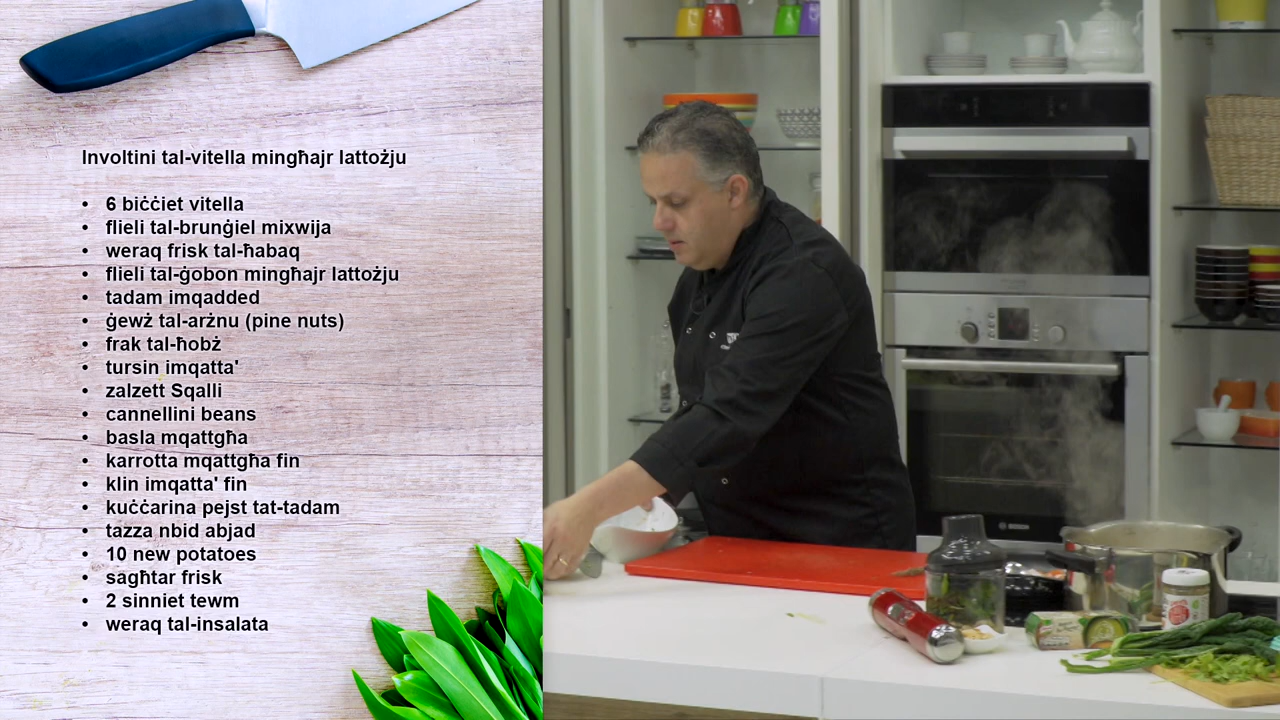 Involtini tal-vitella mingħajr lattożju
• 6 biċċiet vitella
• flieli tal-brunġiel mixwija
• weraq frisk tal-ħabaq
• flieli tal-ġobon mingħajr lattożju
• tadam imqadded
• ġewż tal-arżnu (pine nuts)
• frak tal-ħobż
• tursin imqatta'
• zalzett Sqalli
• cannellini beans
• basla mqattgħa
• karrotta mqattgħa fin
• klin imqatta' fin
• kuċċarina pejst tat-tadam
• tazza nbid abjad
• 10 new potatoes
• sagħtar frisk
• 2 sinniet tewm
• weraq tal-insalata
BOSCH